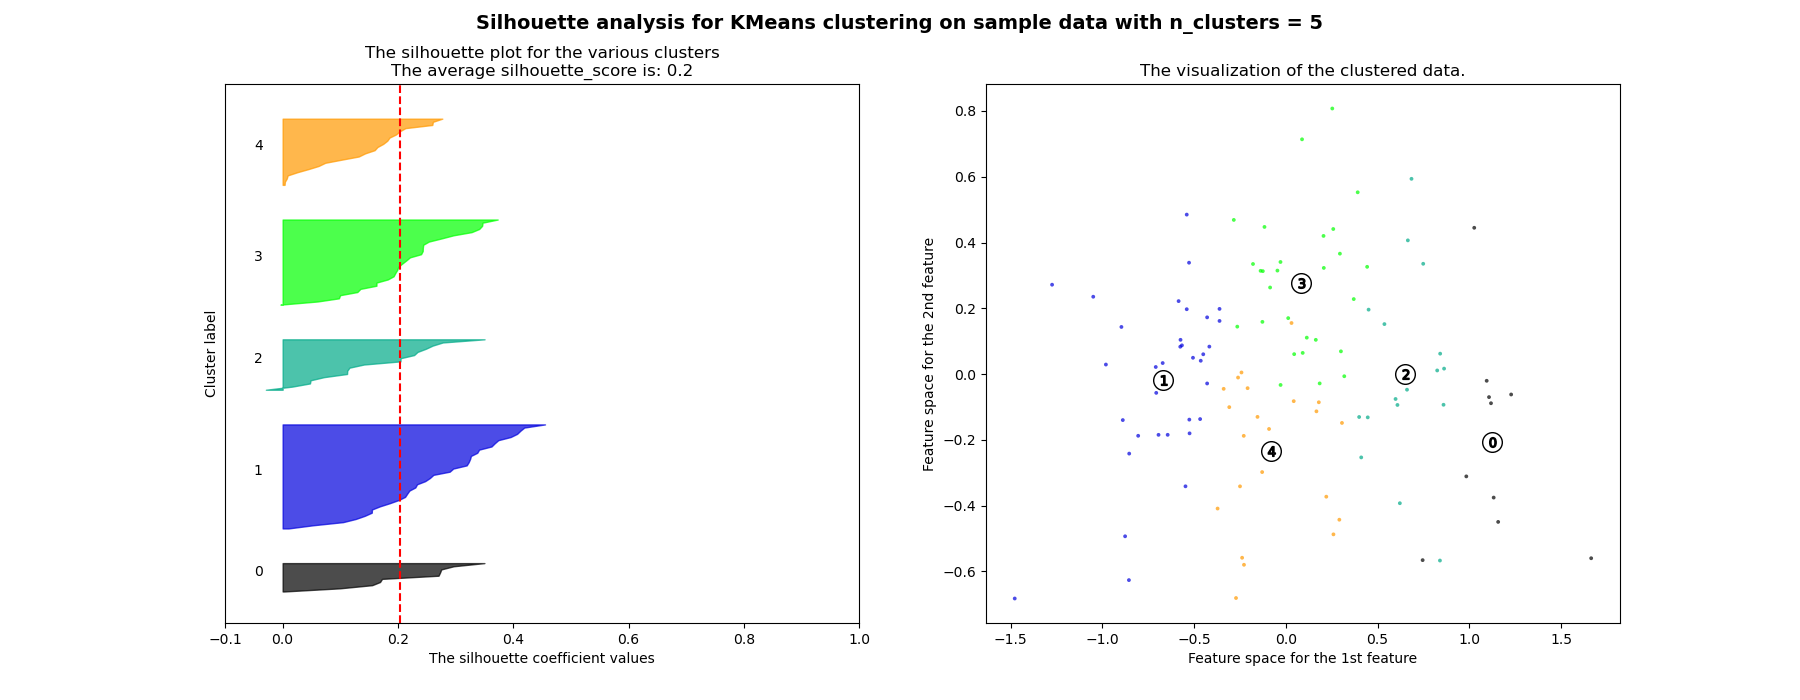 Silhouette analysis for KMeans clustering on sample data with n_clusters = 5
The silhouette plot for the various clusters
The average silhouette_score is: 0.2
Cluster label
4
3
2
1
0
−0.1 0.0 0.2 0.4 0.6 0.8 1.0
The silhouette coefficient values
The visualization of the clustered data.
Feature space for the 2nd feature
0.8
0.6
0.4
0.2
0.0
−0.2
−0.4
−0.6
3
2
1
0
4
−1.5 −1.0 −0.5 0.0 0.5 1.0 1.5
Feature space for the 1st feature